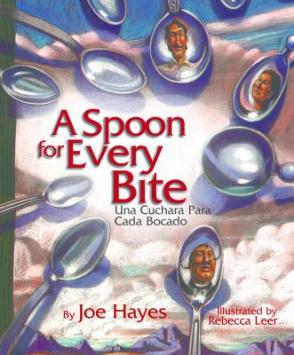 A Spoon
for Every
Bite
Una Cuchara Para
Cada Bocado
By Joe Hayes
Illustrated by
Rebecca Leer